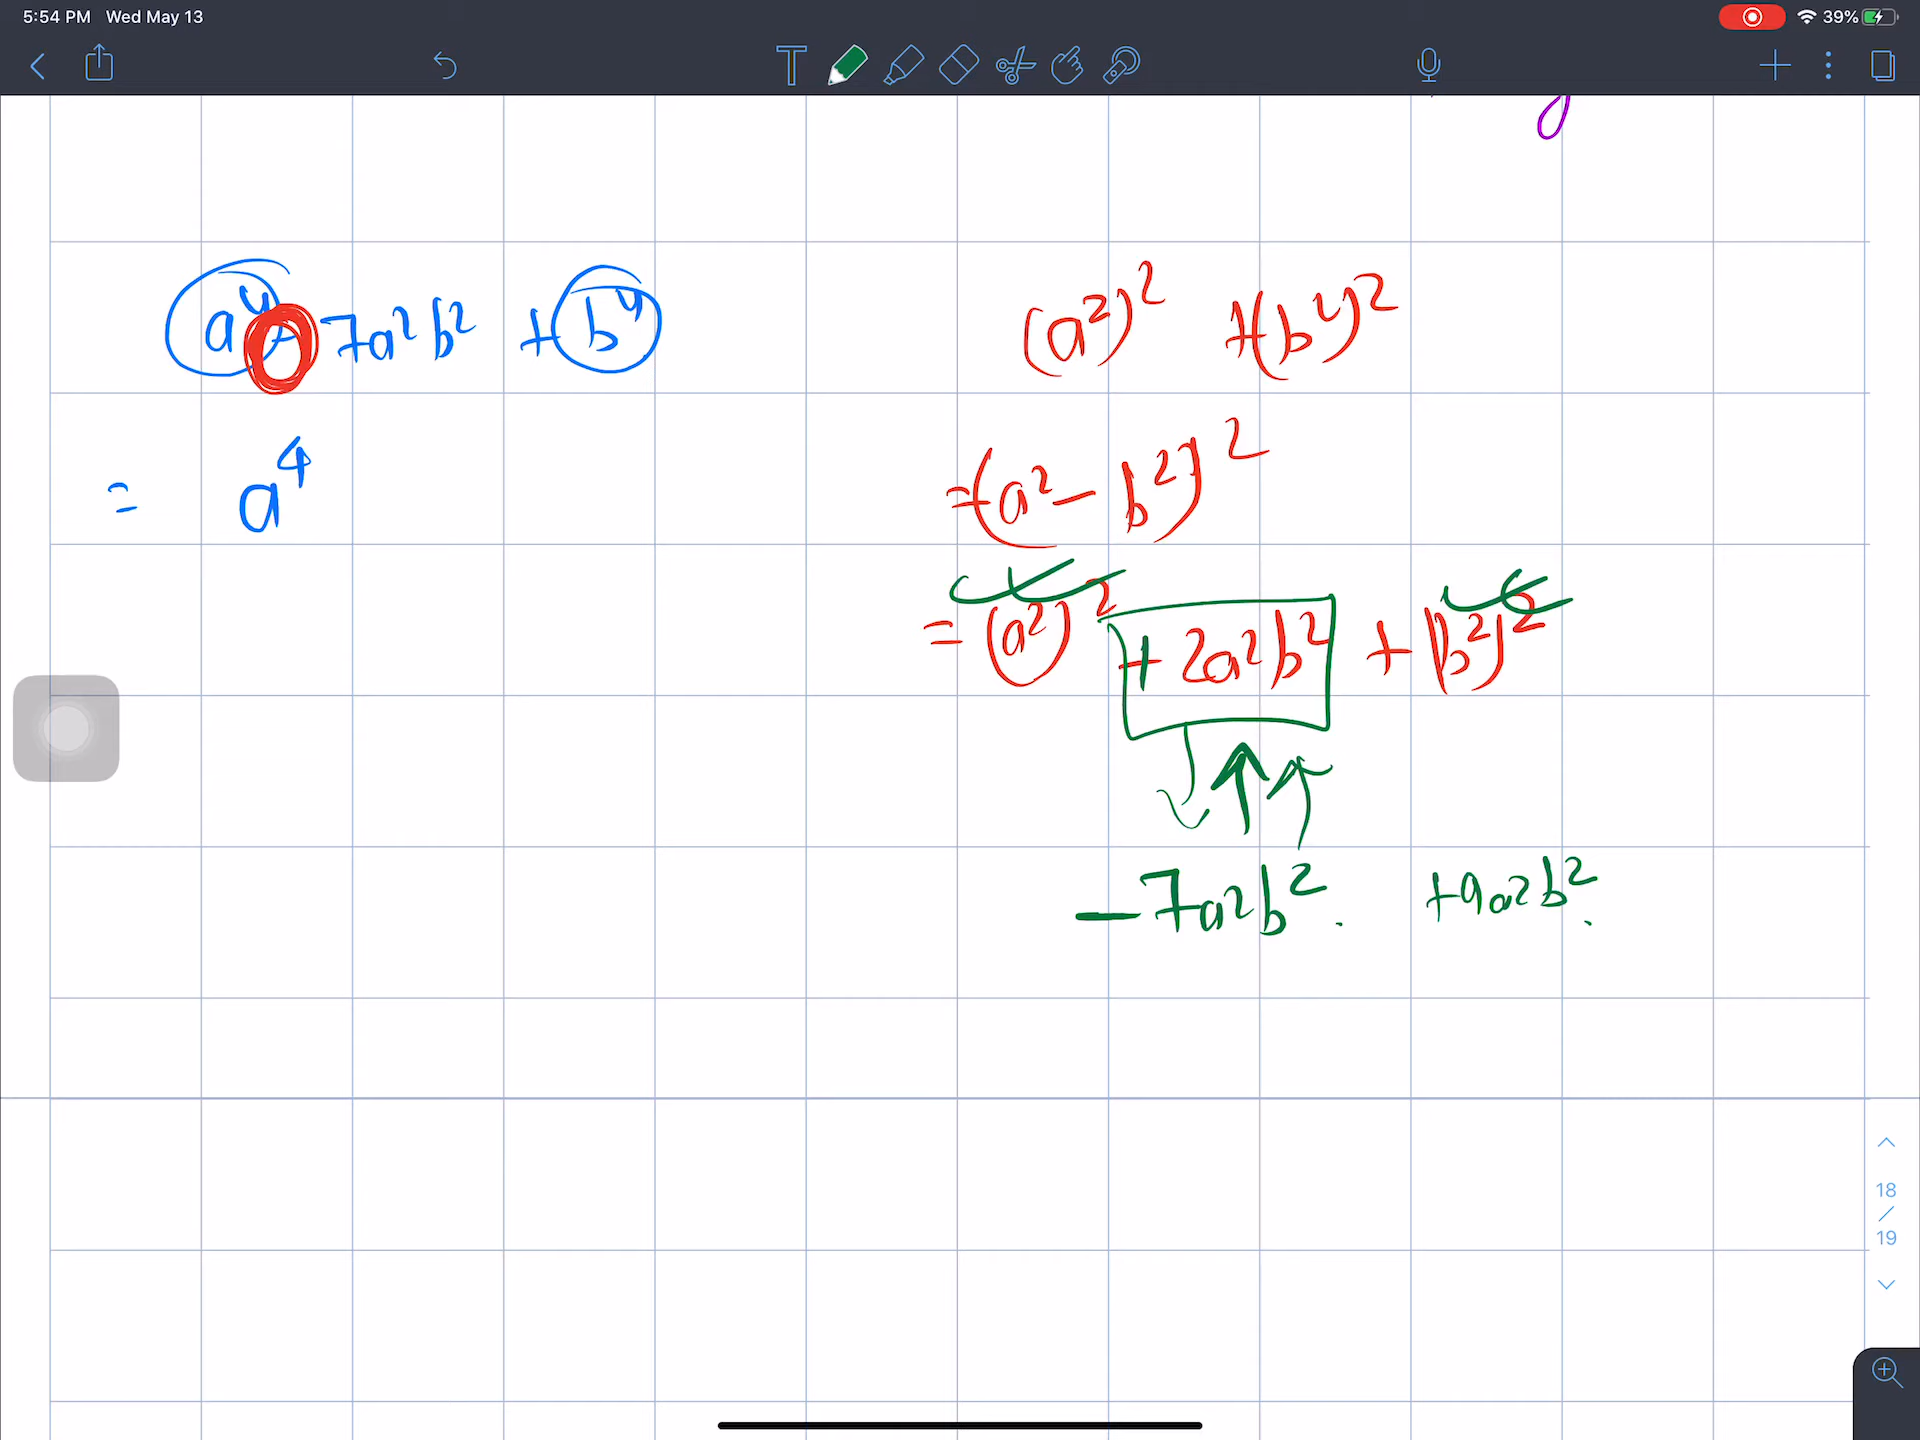 5:54 PM Wed May 13
39%
T
a⁴ - 7a²b² + b⁴
= a⁴
(a²)² + (b⁴)²
= (a² - b²)²
= (a²)² + 2a²b² + (b²)²
- 7a²b². + 9a²b².
18
/
19